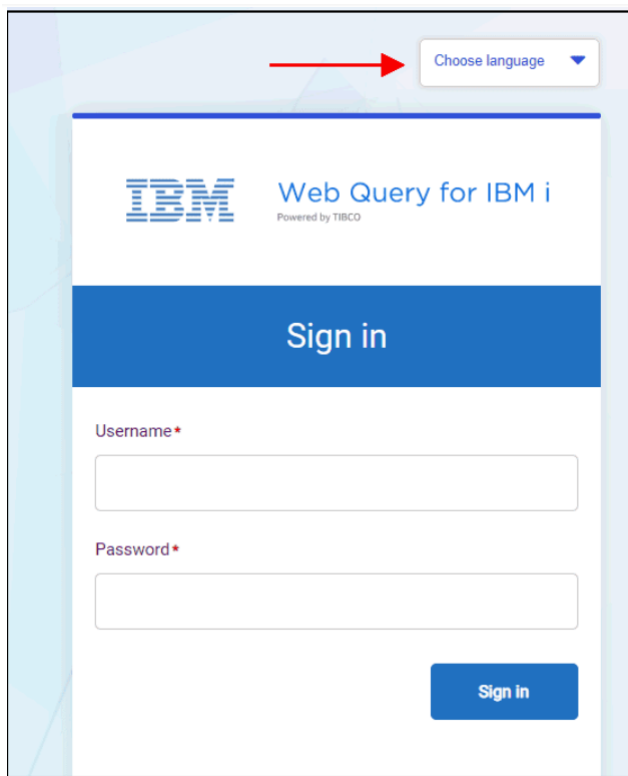 Choose language
IBM
Web Query for IBM i
Powered by TIBCO
Sign in
Username*
Password*
Sign in